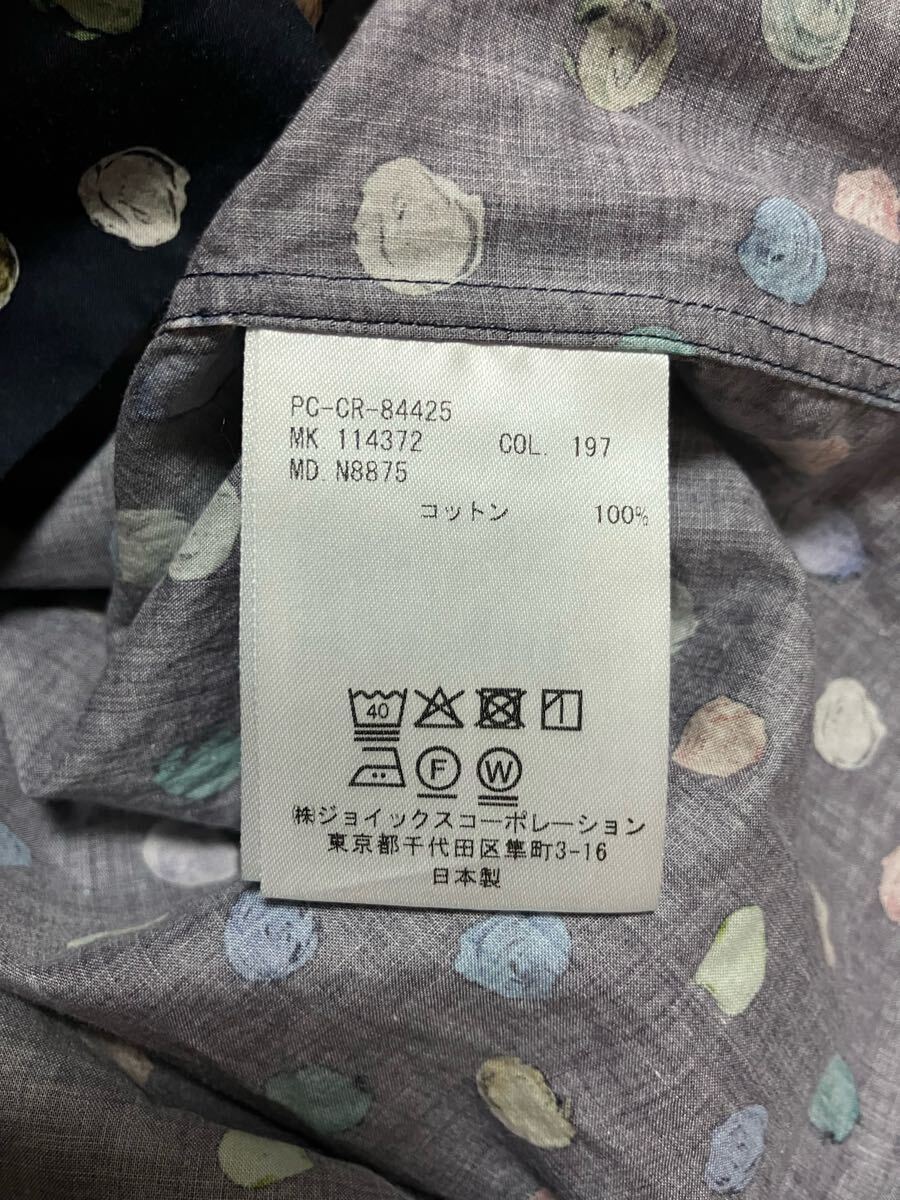 PC-CR-84425
MK. 114372 COL. 197
MD. N8875
コットン 100%
40
F W
㈱ジョイックスコーポレーション
東京都千代田区隼町3-16
日本製